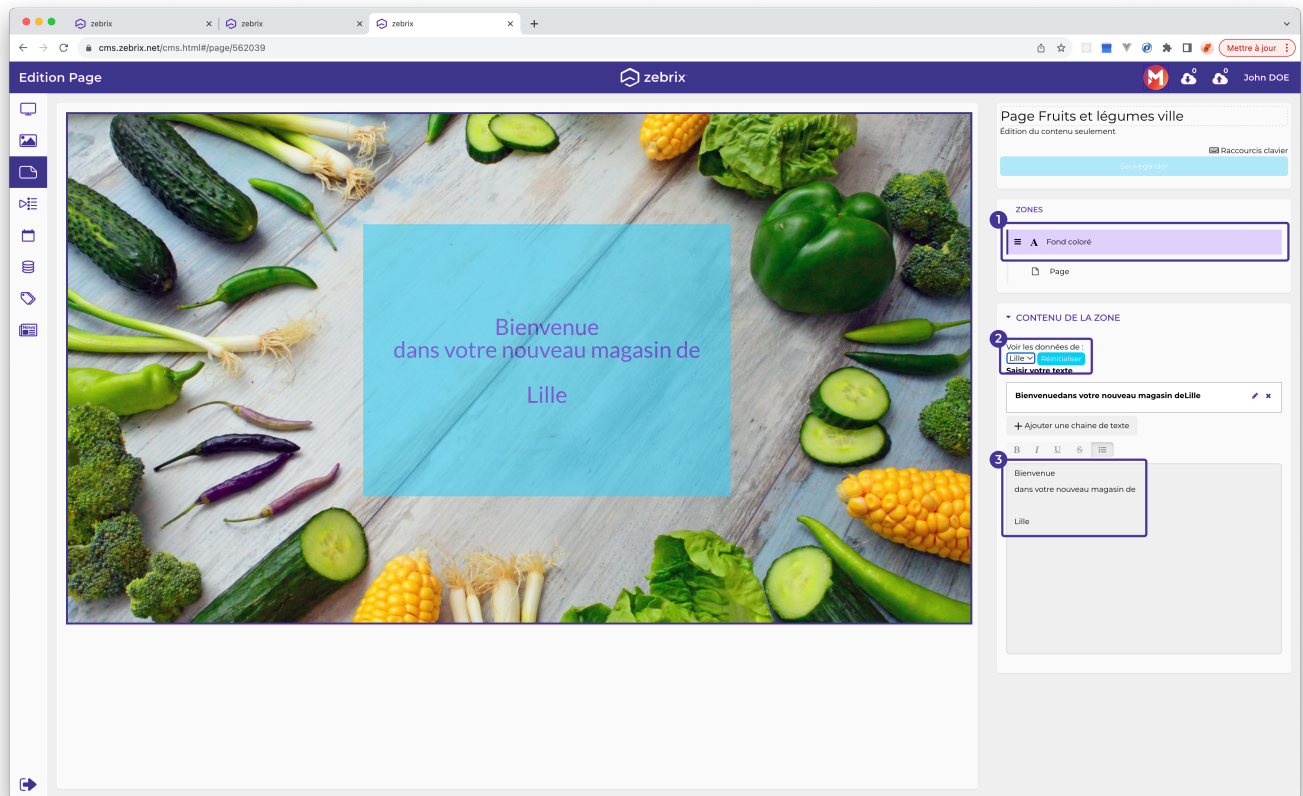 zebrix
zebrix
zebrix
cms.zebrix.net/cms.html#/page/562039
Mettre à jour
Edition Page
zebrix
0
0
John DOE
Page Fruits et légumes ville
Édition du contenu seulement
Raccourcis clavier
Sauvegarder
ZONES
1
A Fond coloré
Page
CONTENU DE LA ZONE
2
Voir les données de :
Lille Réinitialiser
Saisir votre texte
Bienvenuedans votre nouveau magasin deLille
+ Ajouter une chaine de texte
B I U S
3
Bienvenue
dans votre nouveau magasin de
Lille
Bienvenue
dans votre nouveau magasin de
Lille
News